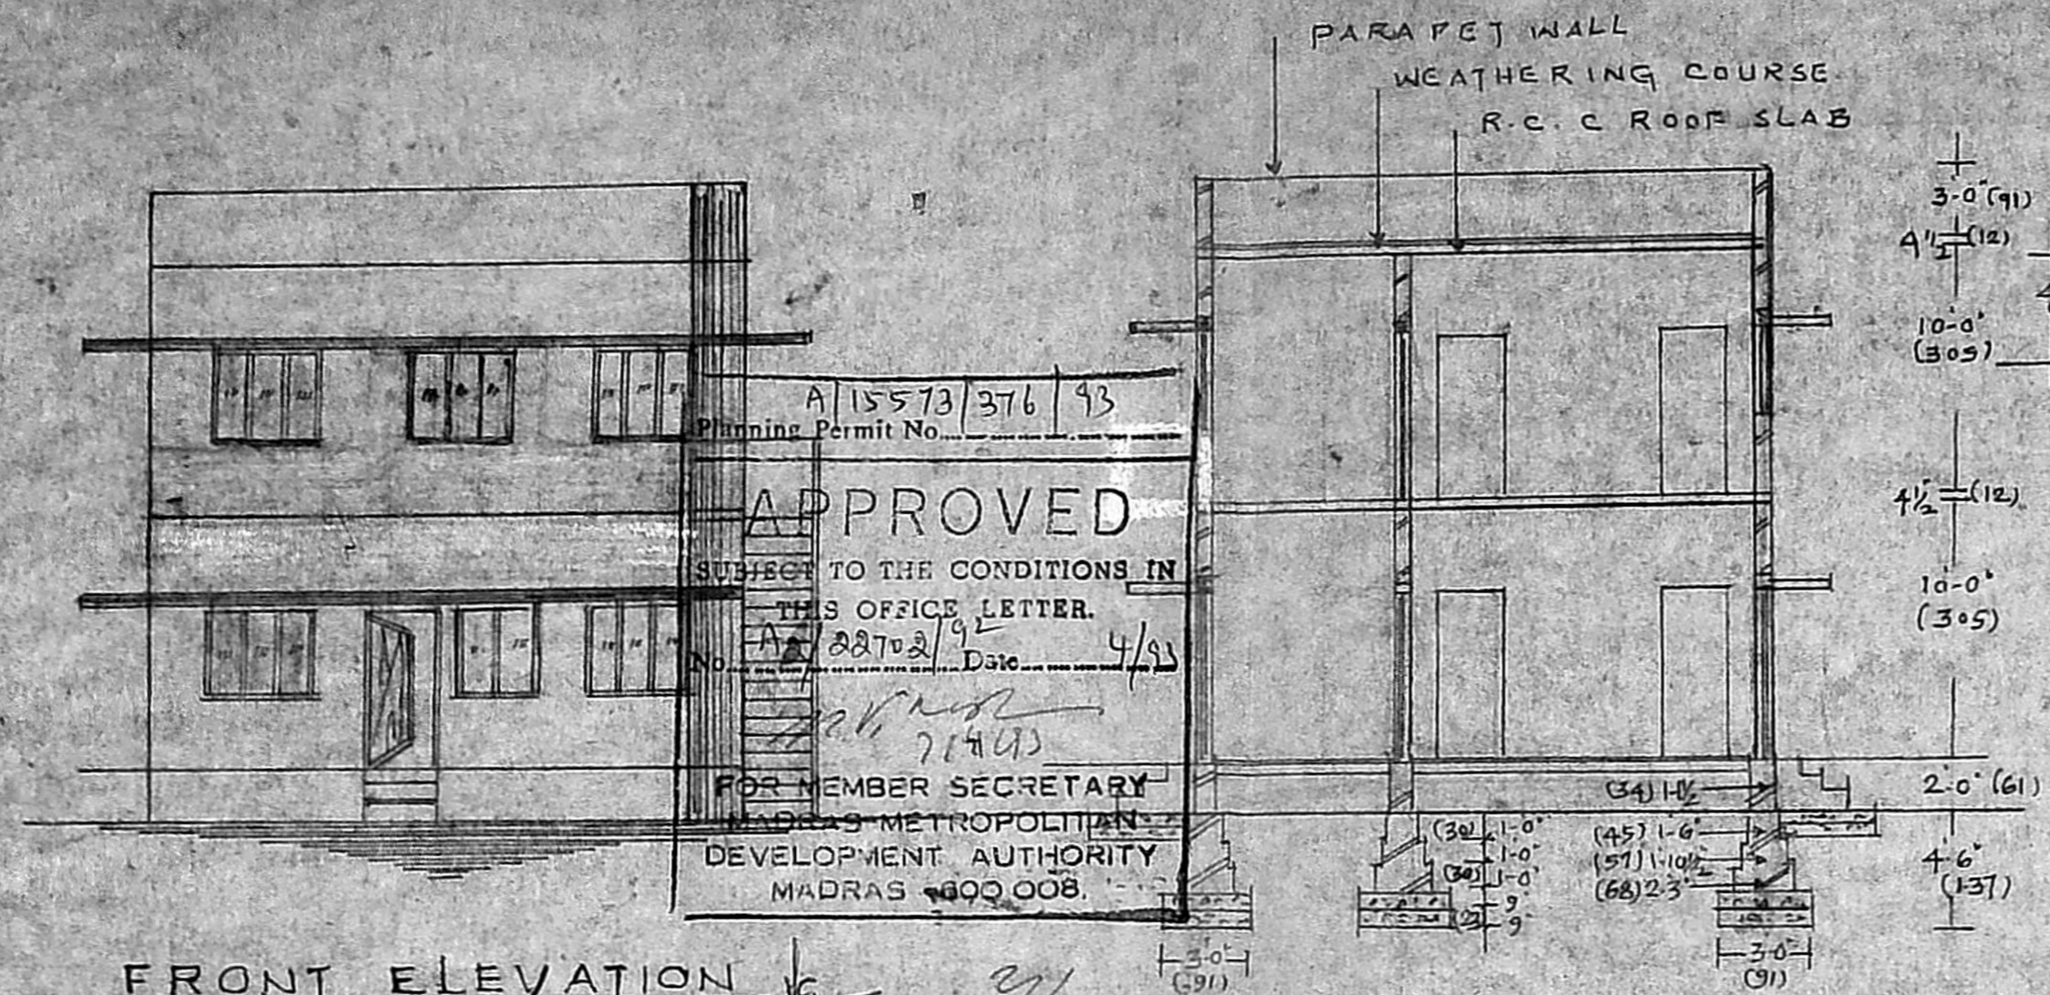 PARAPET WALL
WEATHERING COURSE
R.C.C ROOF SLAB
3-0" (91)
4½ (12)
10-0"
(305)
4½" (12)
10-0"
(305)
2-0" (61)
4-6"
(137)
A/15573/376/93
Planning Permit No.
APPROVED
SUBJECT TO THE CONDITIONS IN
THIS OFFICE LETTER.
No. A2/22702/92 Date 4/93
FOR MEMBER SECRETARY
MADRAS METROPOLITAN
DEVELOPMENT AUTHORITY
MADRAS 600 008.
(34) 1-1½
(45) 1-6"
(57) 1-10½
(68) 2-3"
(30) 1-0"
1-0"
(30) 1-0"
9"
9"
3-0"
(91)
3-0"
(91)
FRONT ELEVATION